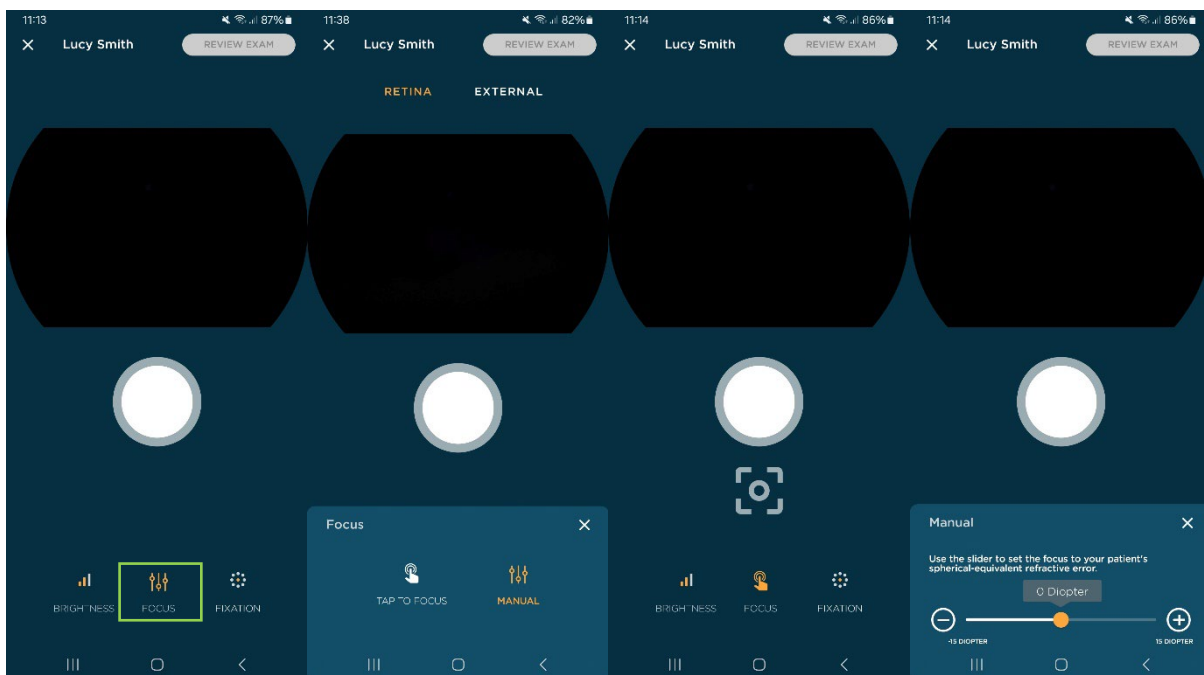 11:13 87%
Lucy Smith REVIEW EXAM
BRIGHTNESS FOCUS FIXATION
11:38 82%
Lucy Smith REVIEW EXAM
RETINA EXTERNAL
Focus
TAP TO FOCUS MANUAL
11:14 86%
Lucy Smith REVIEW EXAM
BRIGHTNESS FOCUS FIXATION
11:14 86%
Lucy Smith REVIEW EXAM
Manual
Use the slider to set the focus to your patient's
spherical-equivalent refractive error.
0 Diopter
-15 DIOPTER 15 DIOPTER